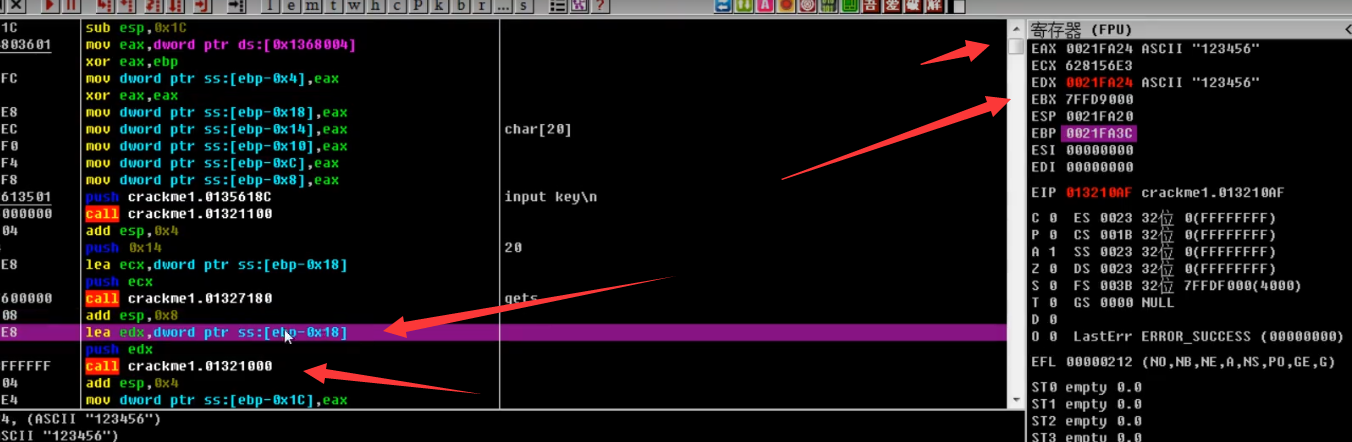 l e m t w h c P k b r ... s ?
吾 爱 破 解
1C sub esp,0x1C
803601 mov eax,dword ptr ds:[0x1368004]
xor eax,ebp
FC mov dword ptr ss:[ebp-0x4],eax
xor eax,eax
E8 mov dword ptr ss:[ebp-0x18],eax
EC mov dword ptr ss:[ebp-0x14],eax char[20]
F0 mov dword ptr ss:[ebp-0x10],eax
F4 mov dword ptr ss:[ebp-0xC],eax
F8 mov dword ptr ss:[ebp-0x8],eax
613501 push crackme1.0135618C input key\n
000000 call crackme1.01321100
04 add esp,0x4
push 0x14 20
E8 lea ecx,dword ptr ss:[ebp-0x18]
push ecx
600000 call crackme1.01327180 gets
08 add esp,0x8
E8 lea edx,dword ptr ss:[ebp-0x18]
push edx
FFFFFF call crackme1.01321000
04 add esp,0x4
E4 mov dword ptr ss:[ebp-0x1C],eax
4, (ASCII "123456")
SCII "123456")
寄存器 (FPU)
EAX 0021FA24 ASCII "123456"
ECX 628156E3
EDX 0021FA24 ASCII "123456"
EBX 7FFD9000
ESP 0021FA20
EBP 0021FA3C
ESI 00000000
EDI 00000000
EIP 013210AF crackme1.013210AF
C 0 ES 0023 32位 0(FFFFFFFF)
P 0 CS 001B 32位 0(FFFFFFFF)
A 1 SS 0023 32位 0(FFFFFFFF)
Z 0 DS 0023 32位 0(FFFFFFFF)
S 0 FS 003B 32位 7FFDF000(4000)
T 0 GS 0000 NULL
D 0
O 0 LastErr ERROR_SUCCESS (00000000)
EFL 00000212 (NO,NB,NE,A,NS,PO,GE,G)
ST0 empty 0.0
ST1 empty 0.0
ST2 empty 0.0
ST3 empty 0.0